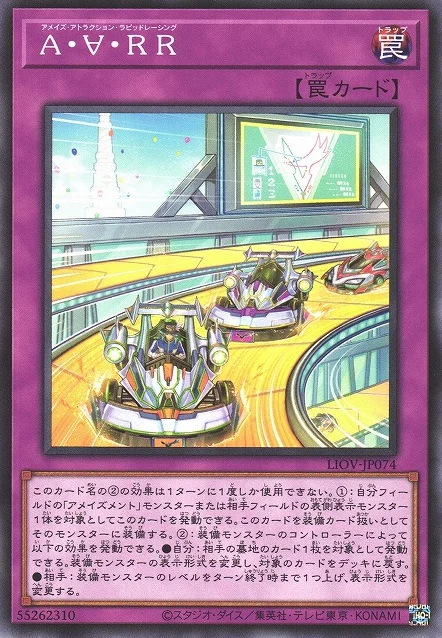 アメイズ・アトラクション・ラピッドレーシング
A・∀・RR
トラップ
罠
【罠カード】
トラップ
1
2
3
LIOV-JP074
このカード名の②の効果は１ターンに１度しか使用できない。①:自分フィー
ルドの「アメイズメント」モンスターまたは相手フィールドの表側表示モンスター
１体を対象としてこのカードを発動できる。このカードを装備カード扱いとして
そのモンスターに装備する。②:装備モンスターのコントローラーによって
以下の効果を発動できる。●自分:相手の墓地のカード１枚を対象として発動
できる。装備モンスターの表示形式を変更し、対象のカードをデッキに戻す。
●相手:装備モンスターのレベルをターン終了時まで１つ上げ、表示形式を
変更する。
55262310
©スタジオ・ダイス／集英社・テレビ東京・KONAMI